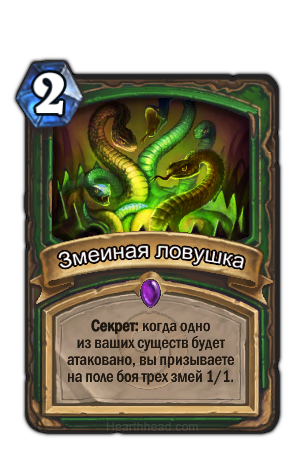 2
Змеиная ловушка
Секрет: когда одно
из ваших существ будет
атаковано, вы призываете
на поле боя трех змей 1/1.
Hearthhead.com